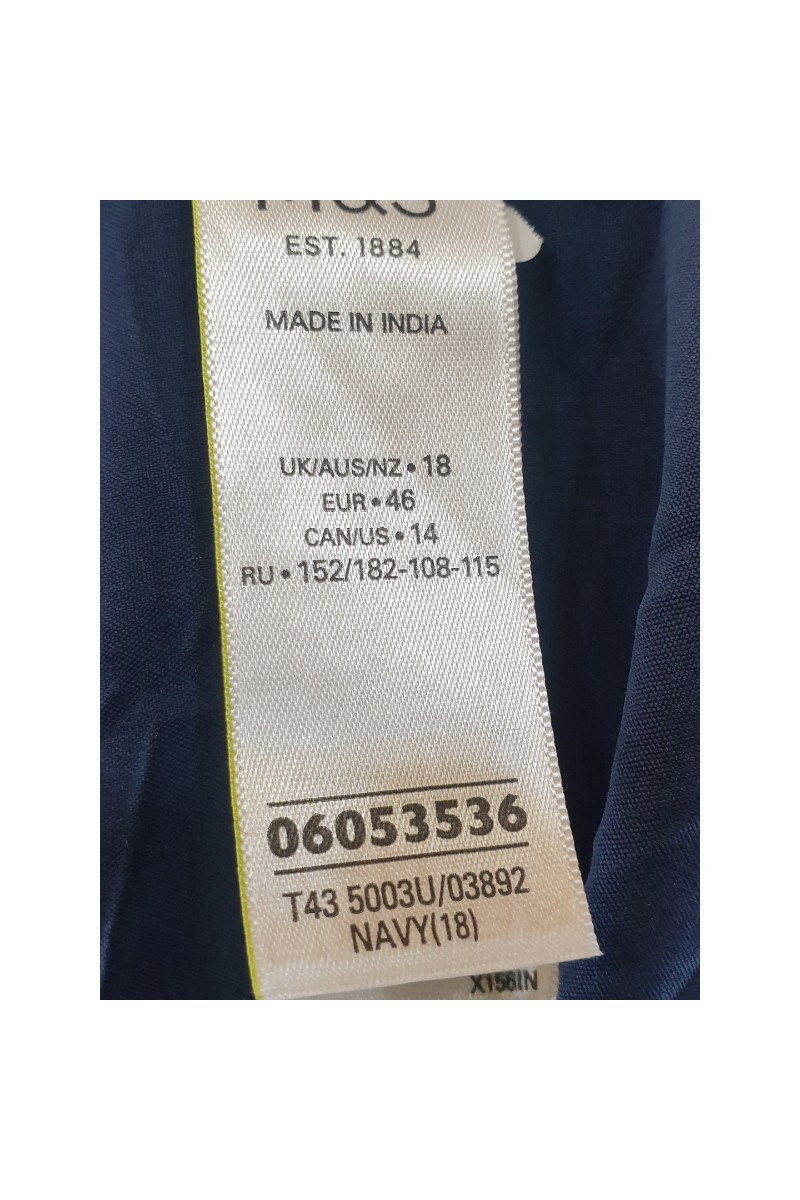 M&S
EST. 1884
MADE IN INDIA
UK/AUS/NZ • 18
EUR • 46
CAN/US • 14
RU • 152/182-108-115
06053536
T43 5003U/03892
NAVY(18)
X156IN